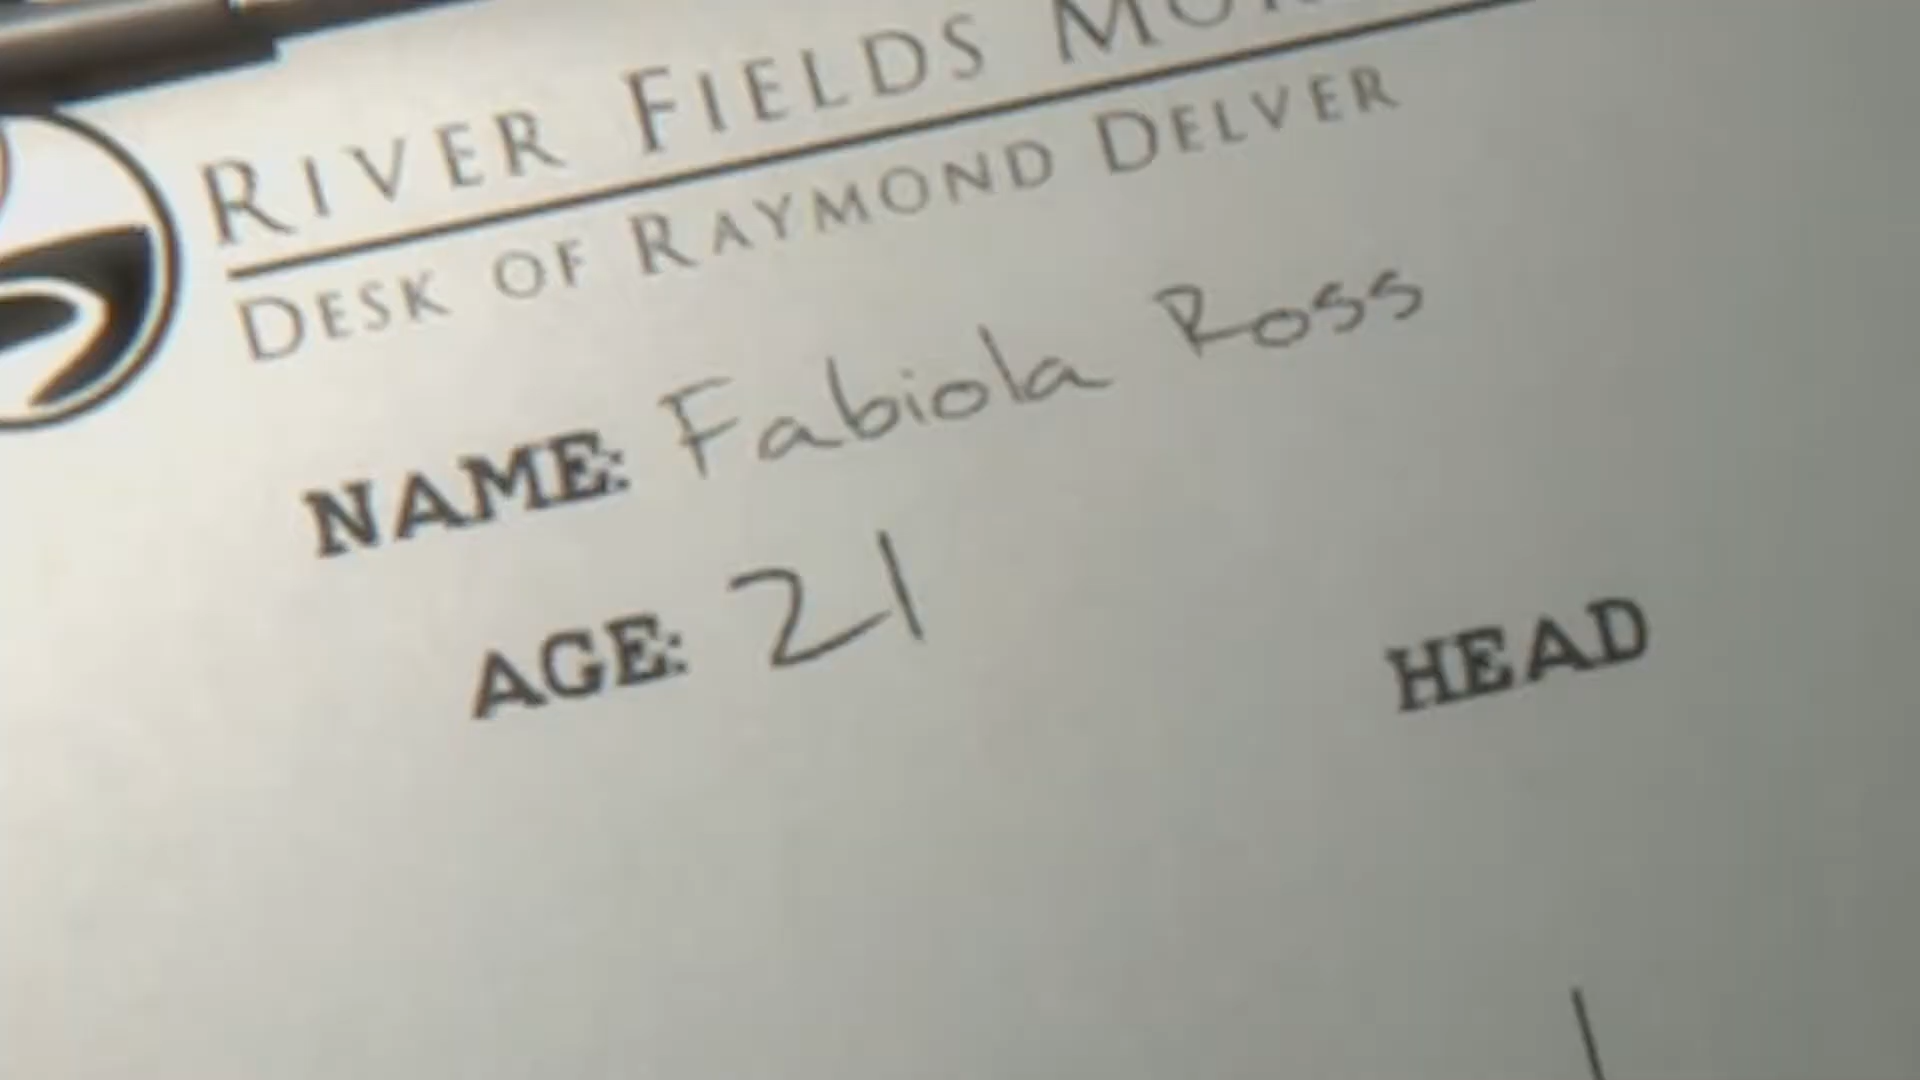 RIVER FIELDS
DESK OF RAYMOND DELVER
NAME: Fabiola Ross
AGE: 21
HEAD